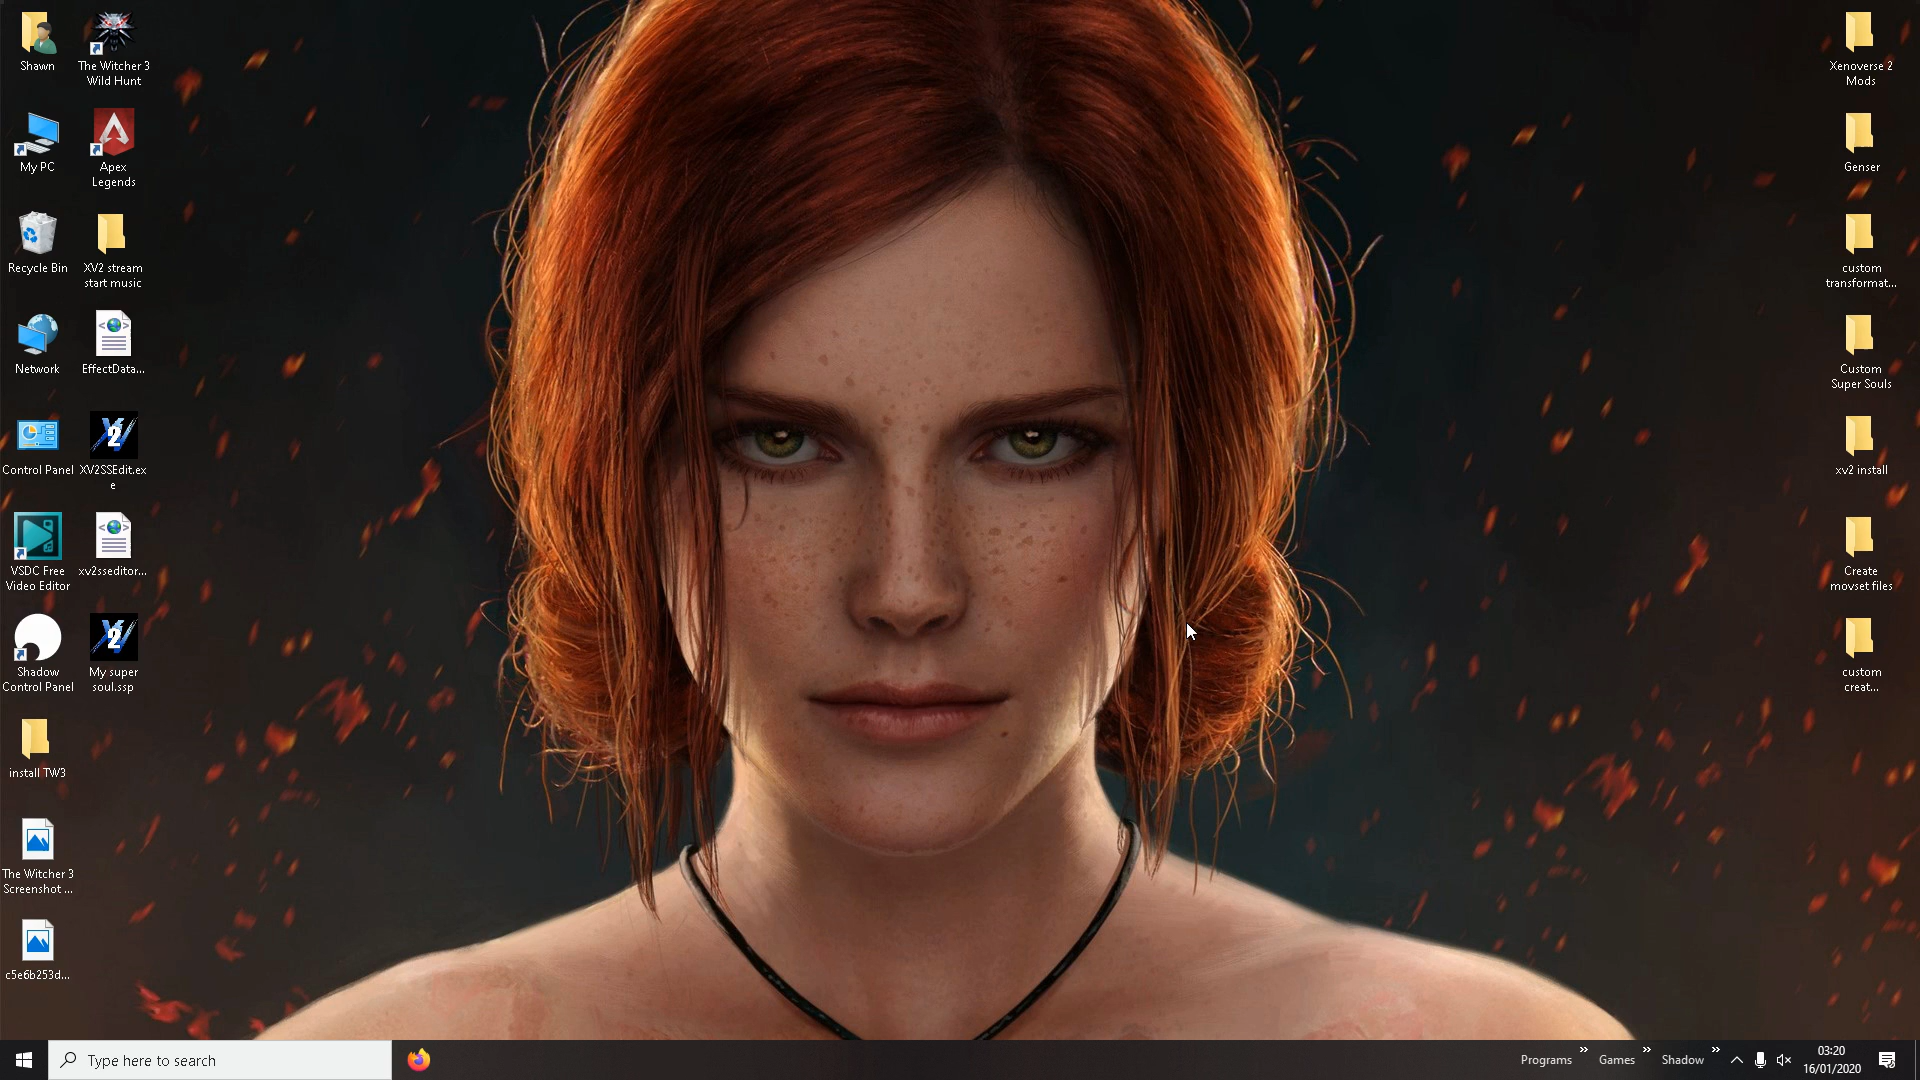 Shawn
The Witcher 3
Wild Hunt
My PC
Apex
Legends
Recycle Bin
XV2 stream
start music
Network
EffectData...
Control Panel
XV2SSEdit.ex
e
VSDC Free
Video Editor
xv2sseditor...
Shadow
Control Panel
My super
soul.ssp
install TW3
The Witcher 3
Screenshot ...
c5e6b253d...
Xenoverse 2
Mods
Genser
custom
transformat...
Custom
Super Souls
xv2 install
Create
movset files
custom
creat...
Type here to search
Programs
Games
Shadow
03:20
16/01/2020